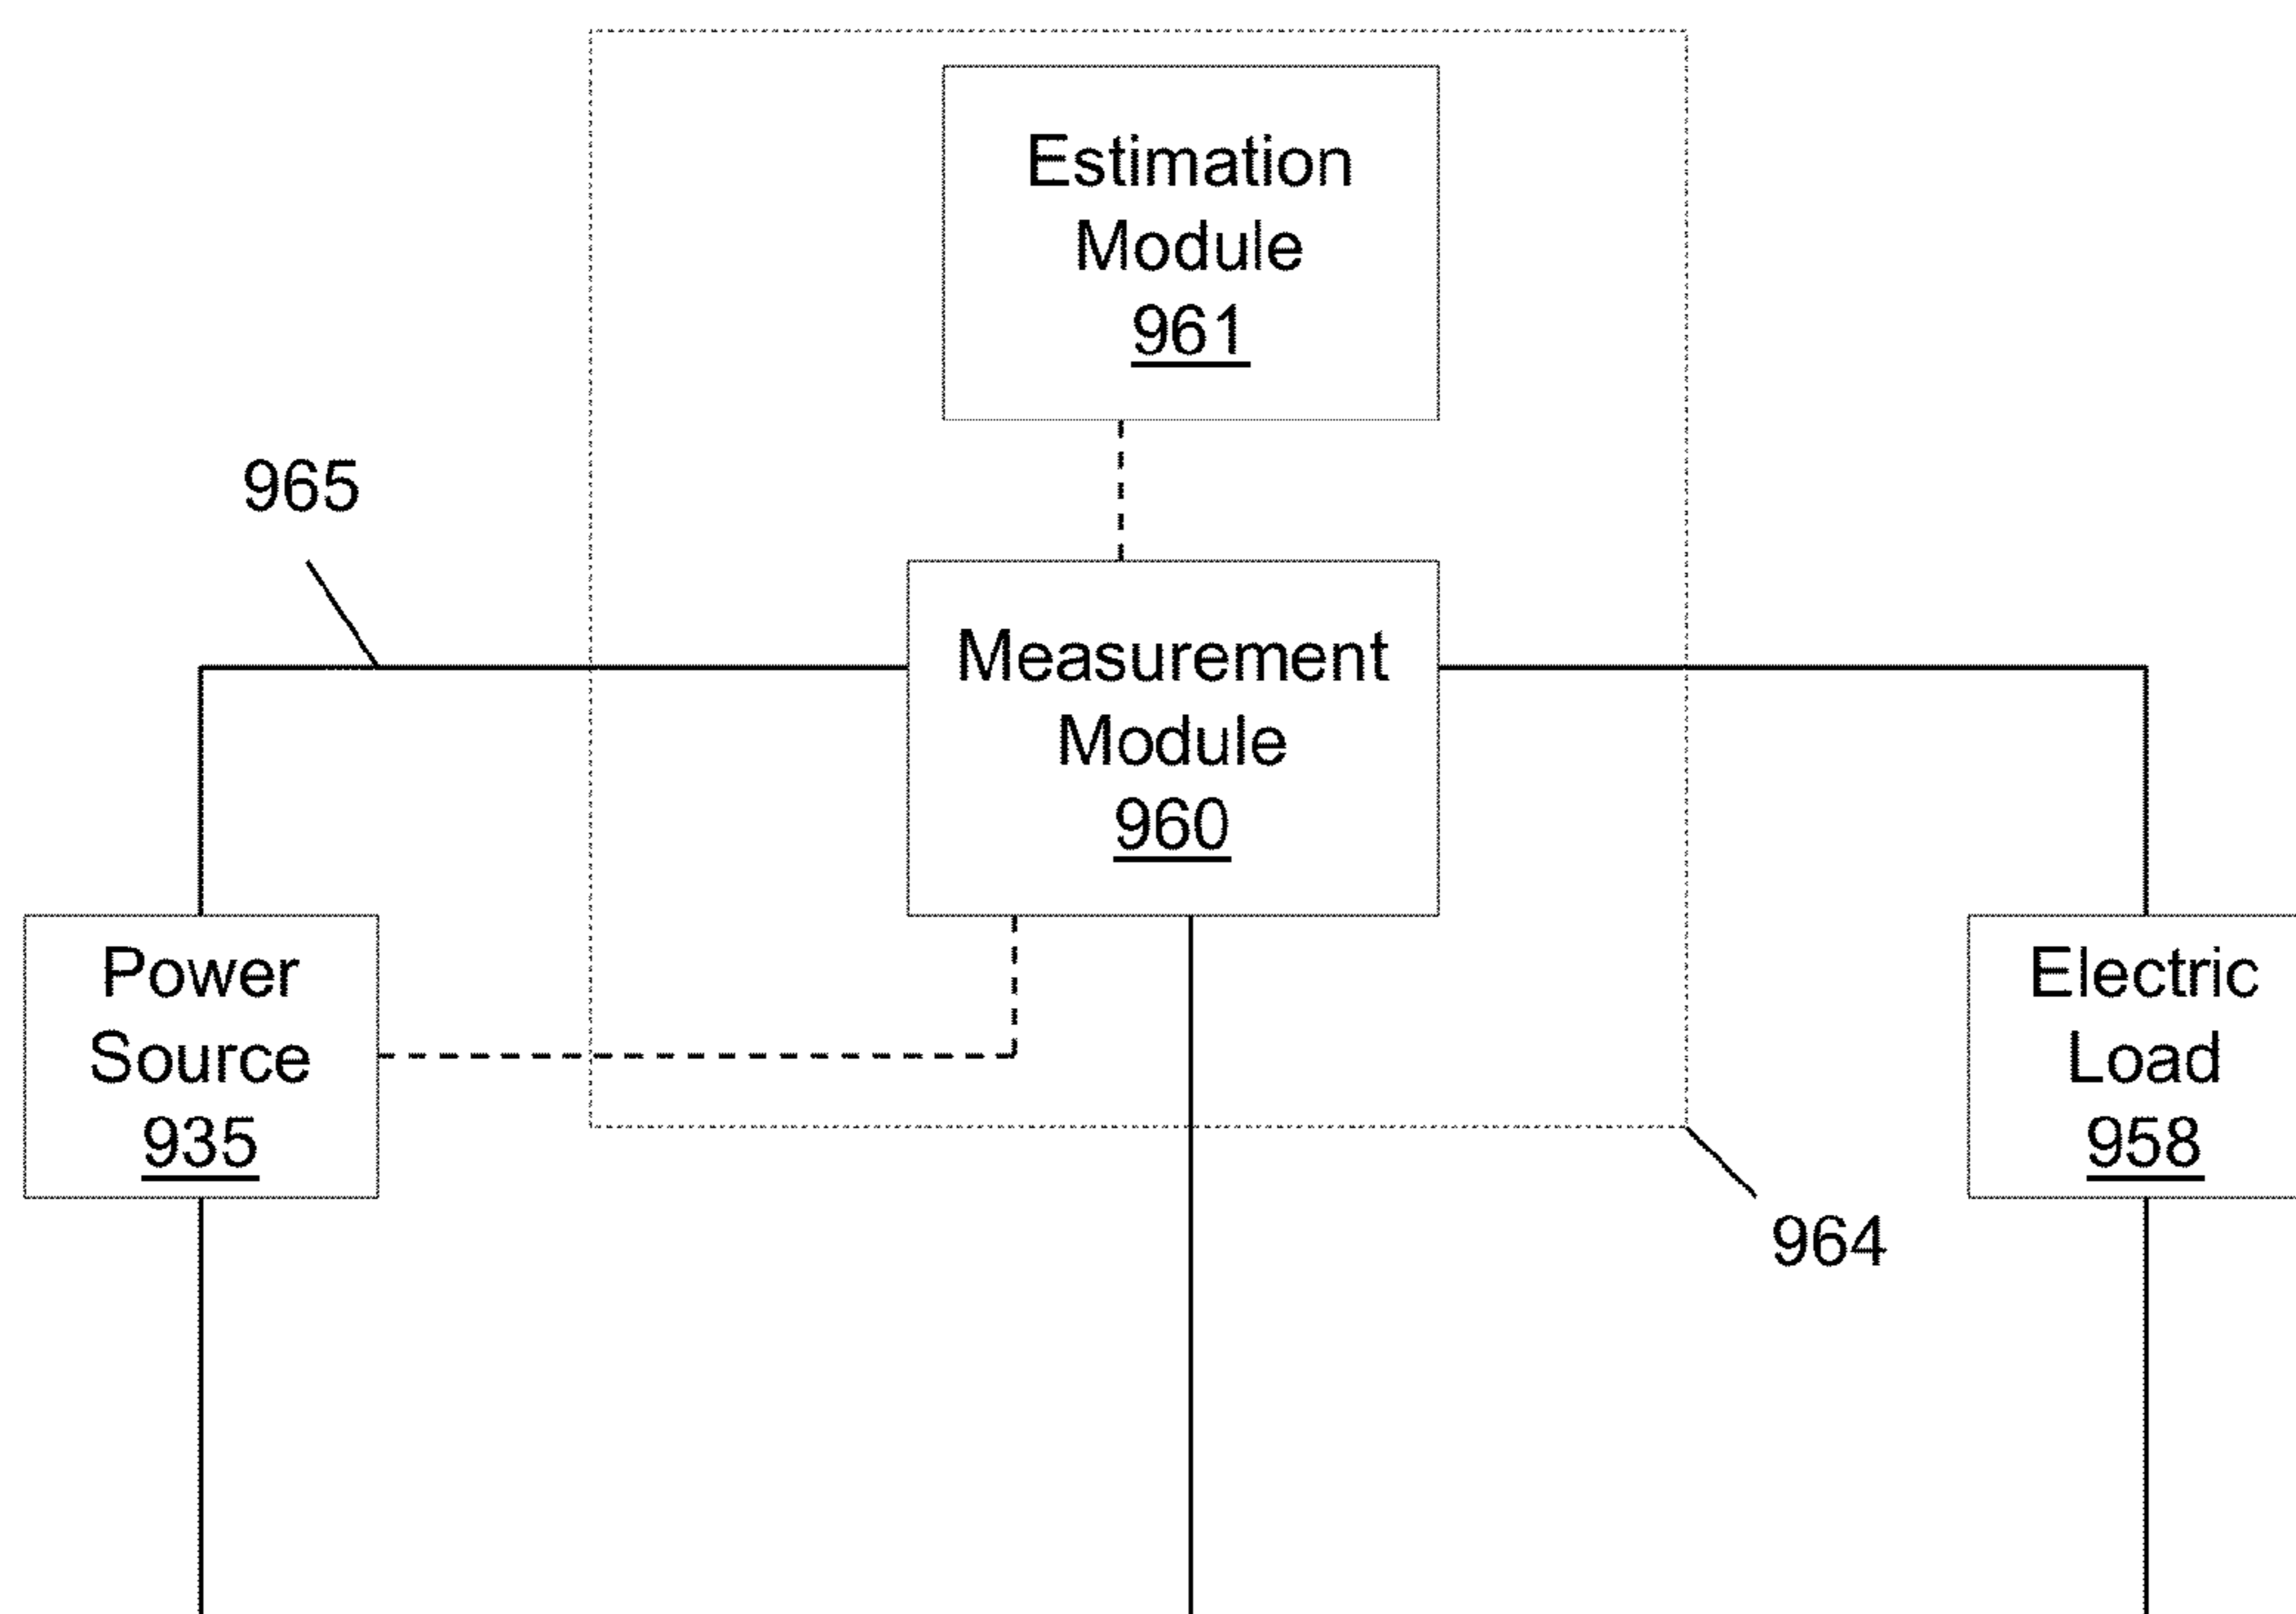 Estimation
Module
961
965
Measurement
Module
960
Power
Source
935
Electric
Load
958
964